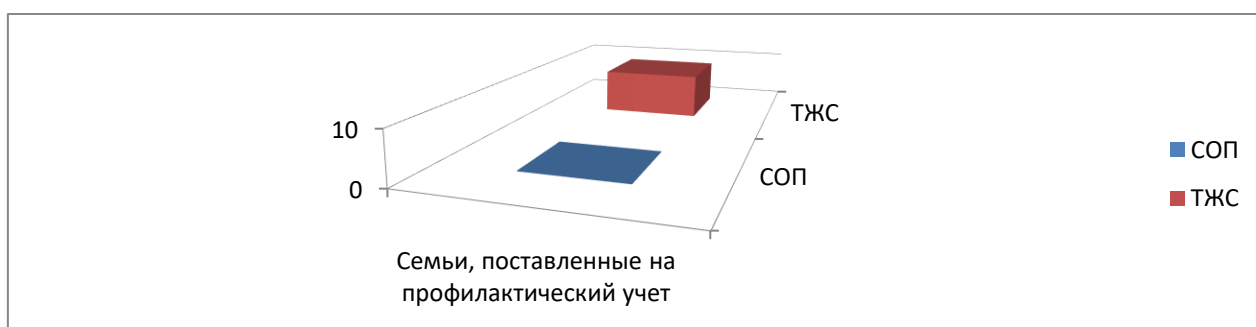 10
0
ТЖС
СОП
Семьи, поставленные на
профилактический учет
СОП
ТЖС